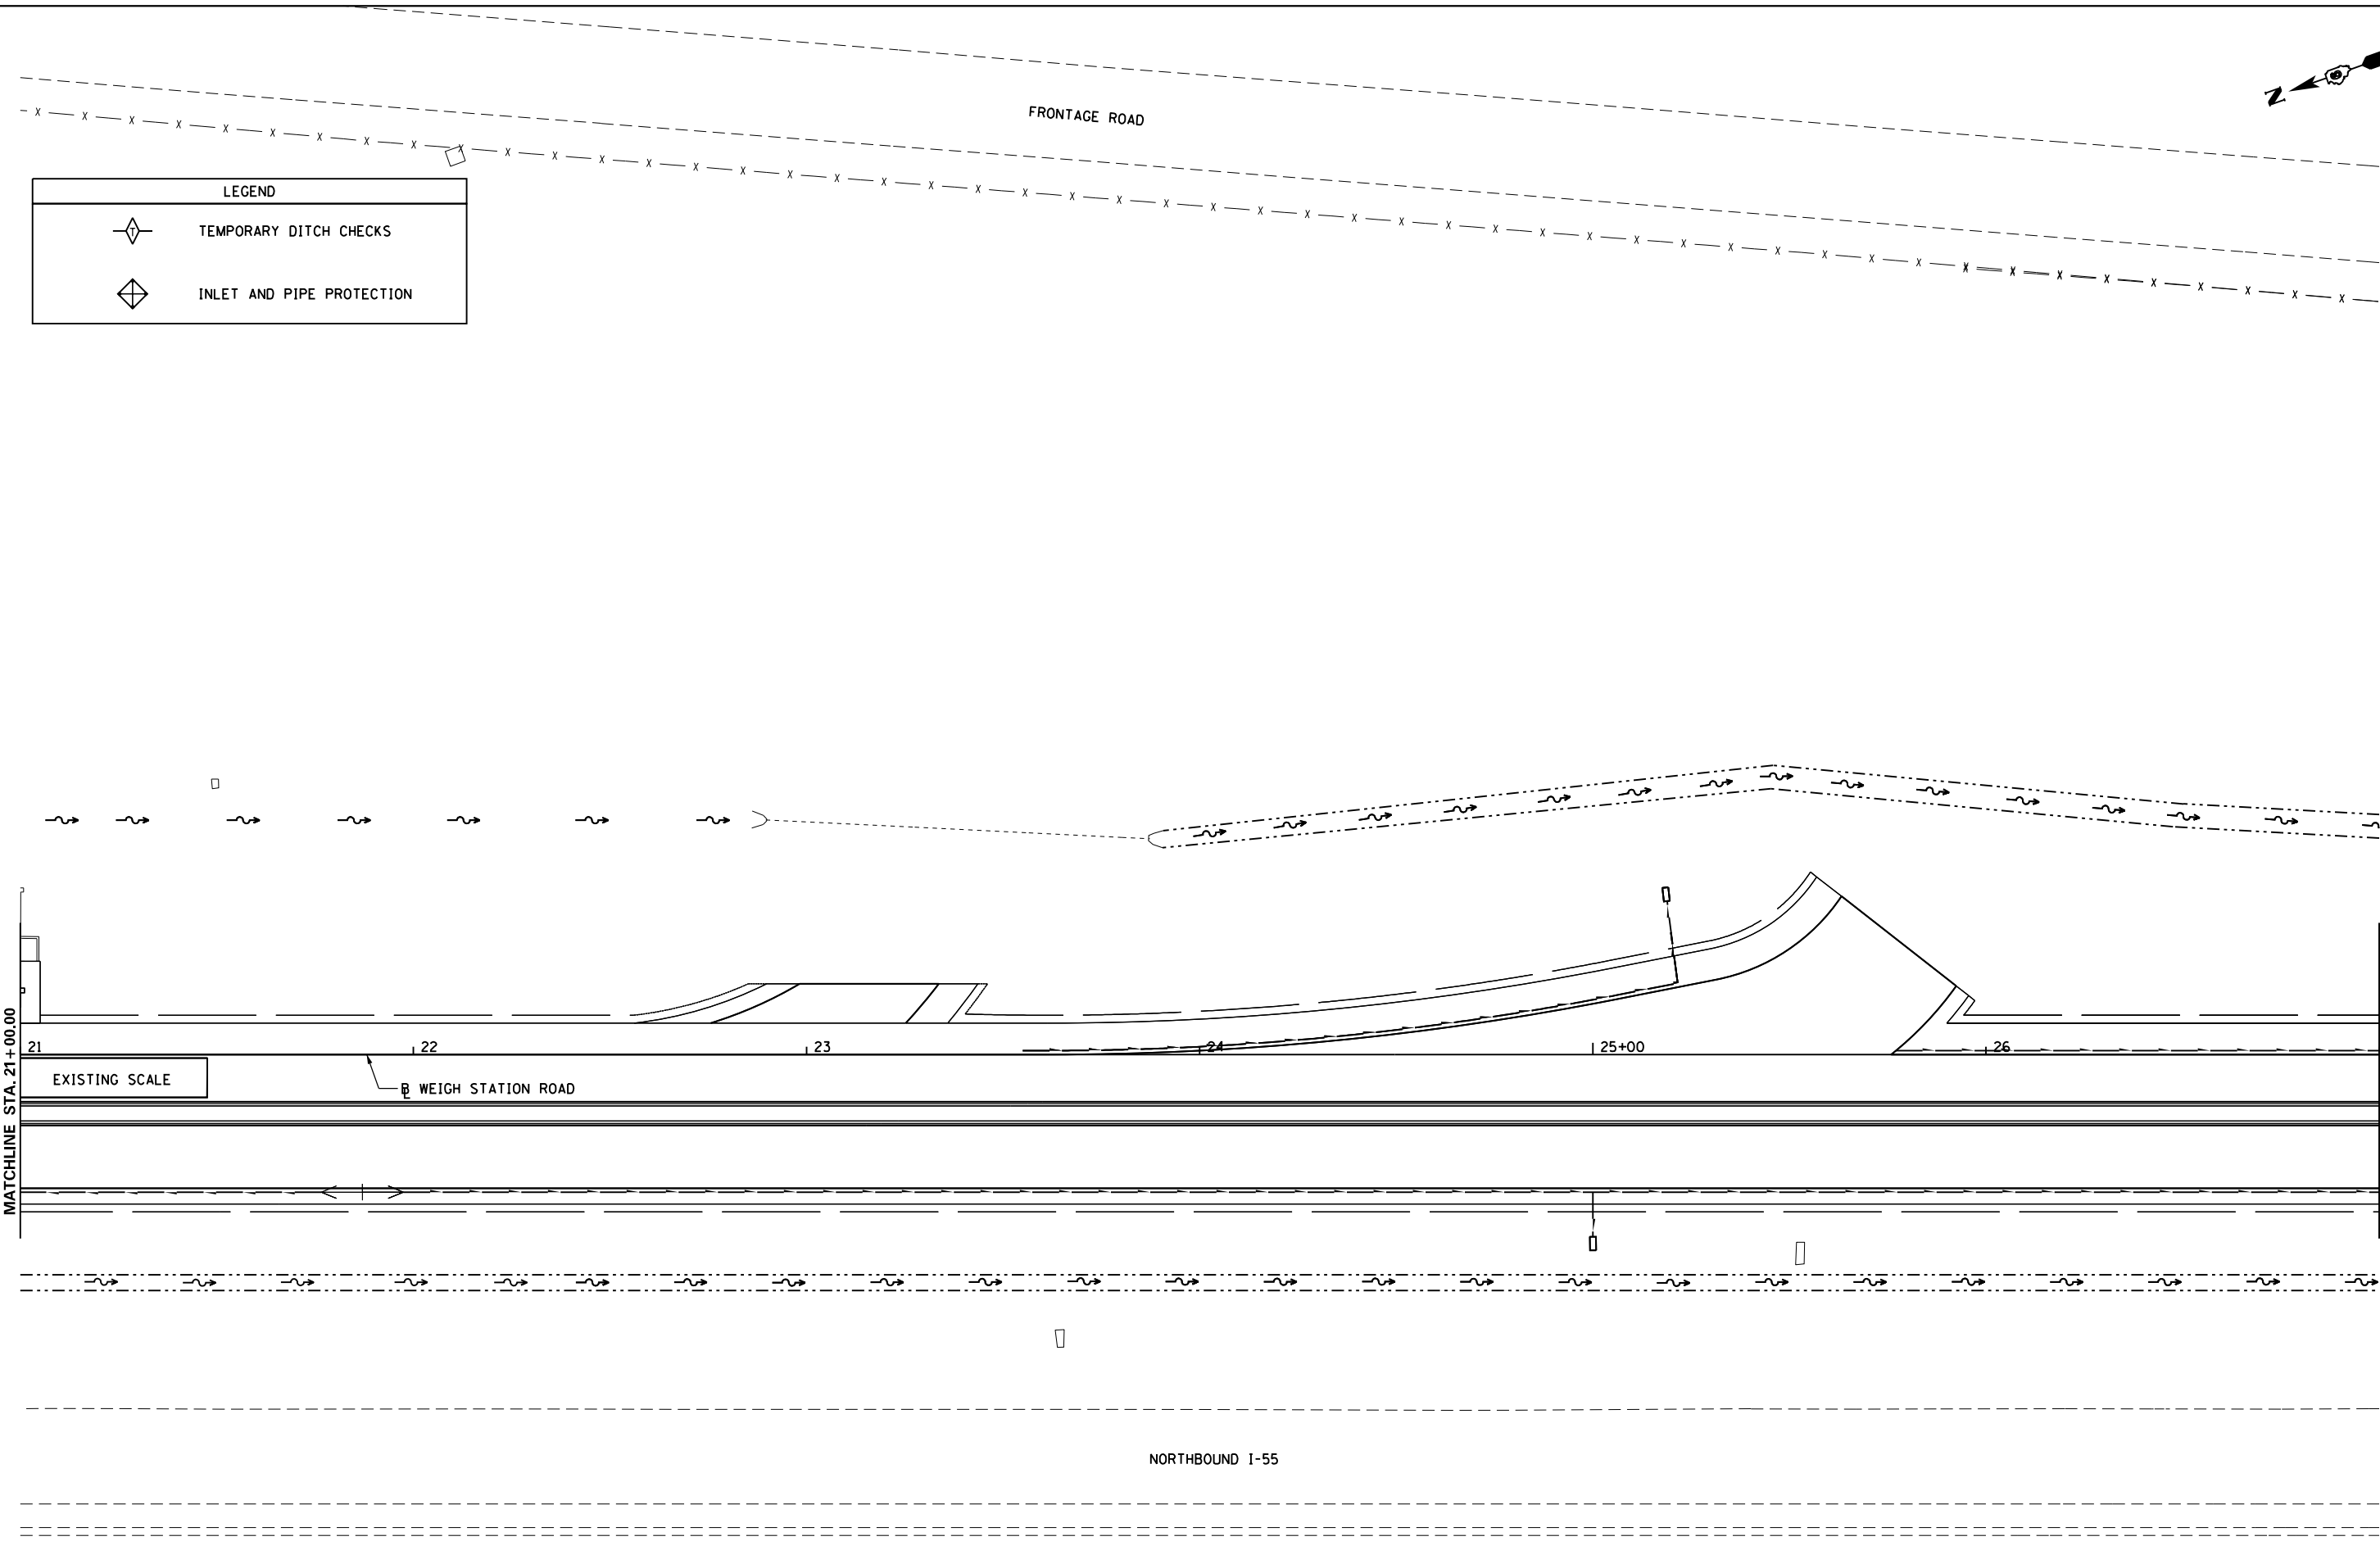 N
FRONTAGE ROAD
LEGEND
T TEMPORARY DITCH CHECKS
INLET AND PIPE PROTECTION
MATCHLINE STA. 21+00.00
21 22 23 24 25+00 26
EXISTING SCALE
BL WEIGH STATION ROAD
NORTHBOUND I-55